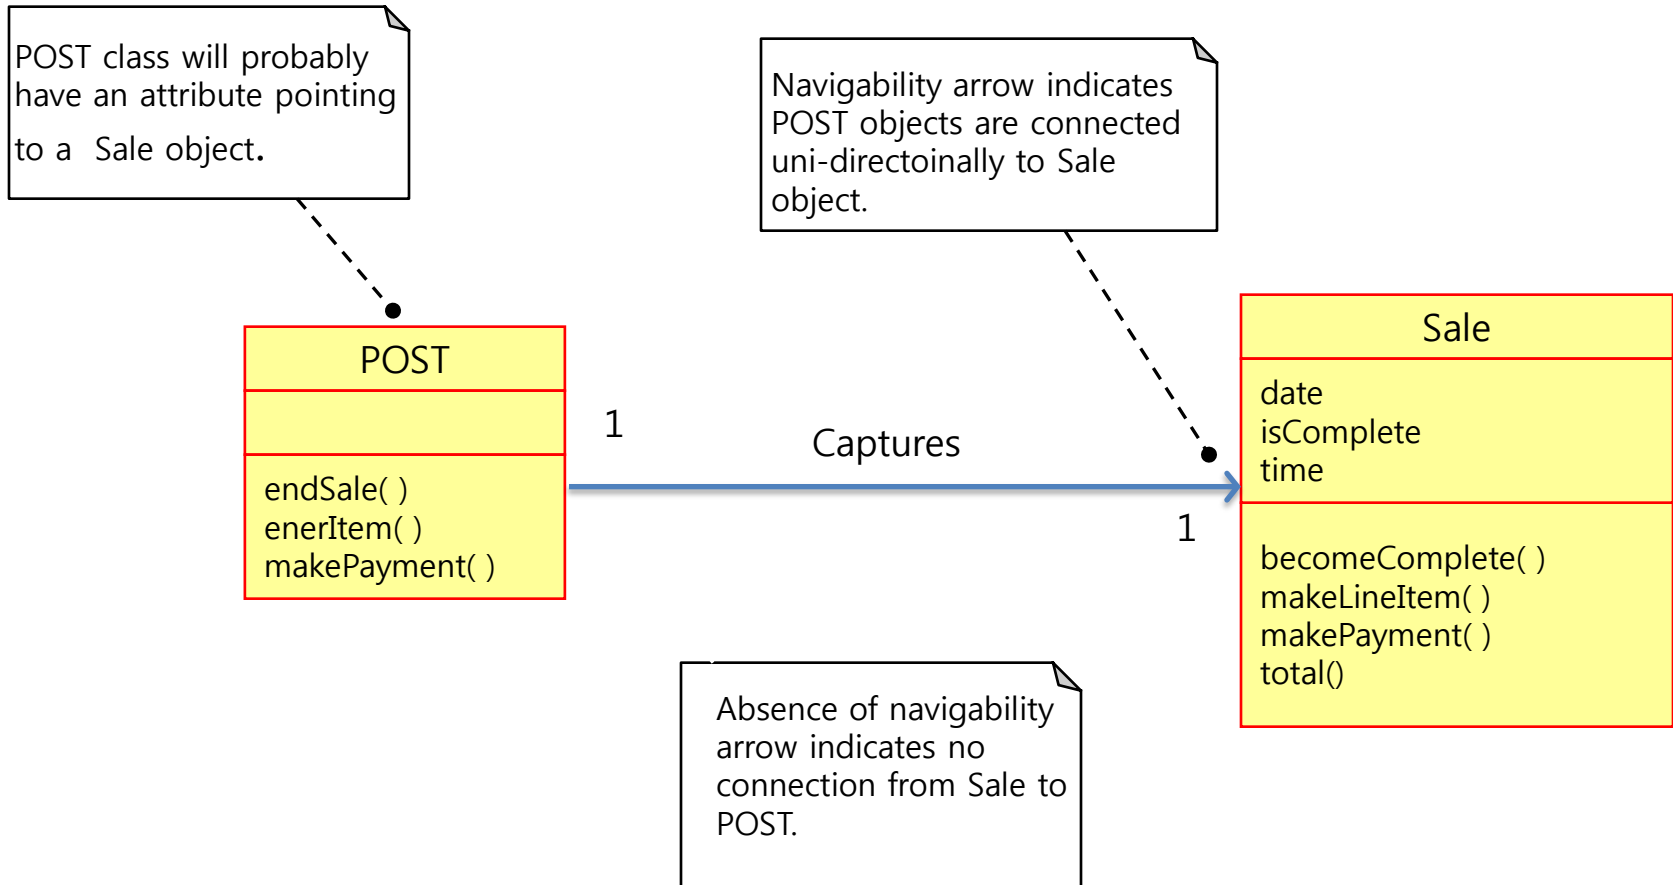 POST class will probably
have an attribute pointing
to a Sale object.
Navigability arrow indicates
POST objects are connected
uni-directoinally to Sale
object.
POST
endSale( )
enerItem( )
makePayment( )
1
Captures
1
Sale
date
isComplete
time
becomeComplete( )
makeLineItem( )
makePayment( )
total()
Absence of navigability
arrow indicates no
connection from Sale to
POST.